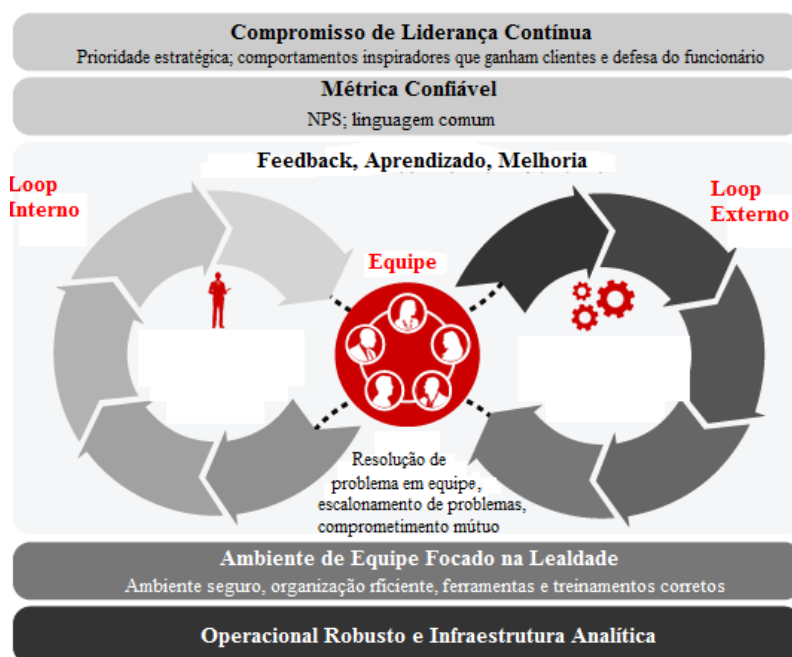 Compromisso de Liderança Contínua
Prioridade estratégica; comportamentos inspiradores que ganham clientes e defesa do funcionário
Métrica Confiável
NPS; linguagem comum
Feedback, Aprendizado, Melhoria
Loop
Interno
Loop
Externo
Equipe
Resolução de
problema em equipe,
escalonamento de problemas,
comprometimento mútuo
Ambiente de Equipe Focado na Lealdade
Ambiente seguro, organização rficiente, ferramentas e treinamentos corretos
Operacional Robusto e Infraestrutura Analítica